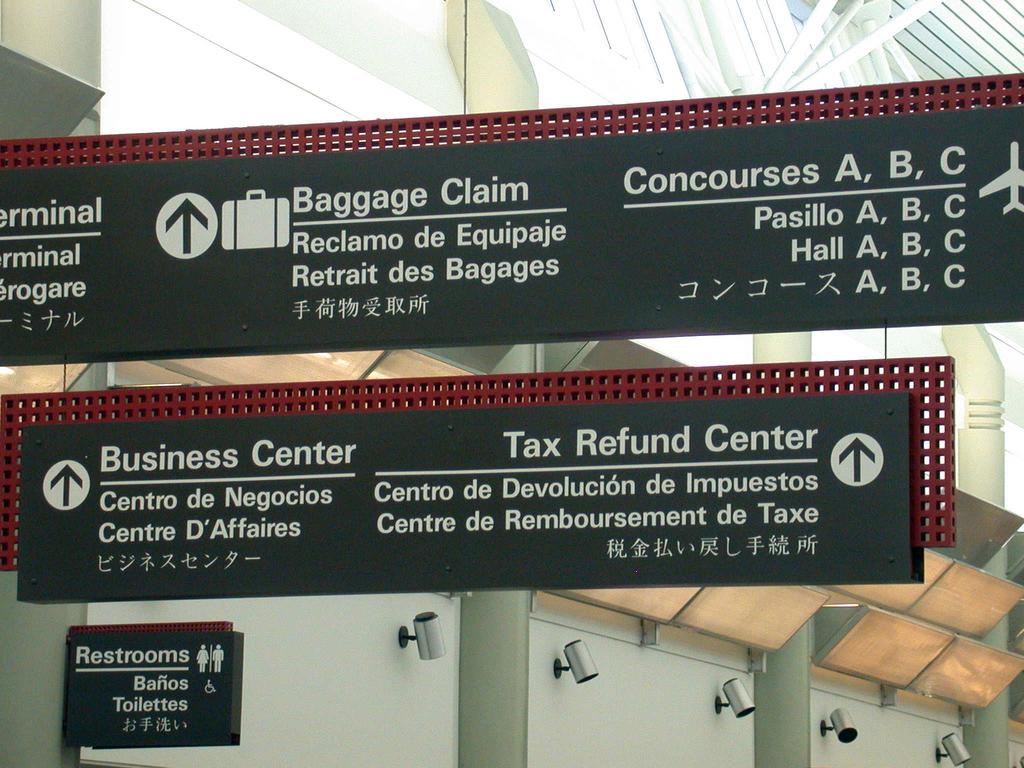 erminal
erminal
érogare
ーミナル
Baggage Claim
Reclamo de Equipaje
Retrait des Bagages
手荷物受取所
Concourses A, B, C
Pasillo A, B, C
Hall A, B, C
コンコース A, B, C
Business Center
Centro de Negocios
Centre D'Affaires
ビジネスセンター
Tax Refund Center
Centro de Devolución de Impuestos
Centre de Remboursement de Taxe
税金払い戻し手続所
Restrooms
Baños
Toilettes
お手洗い